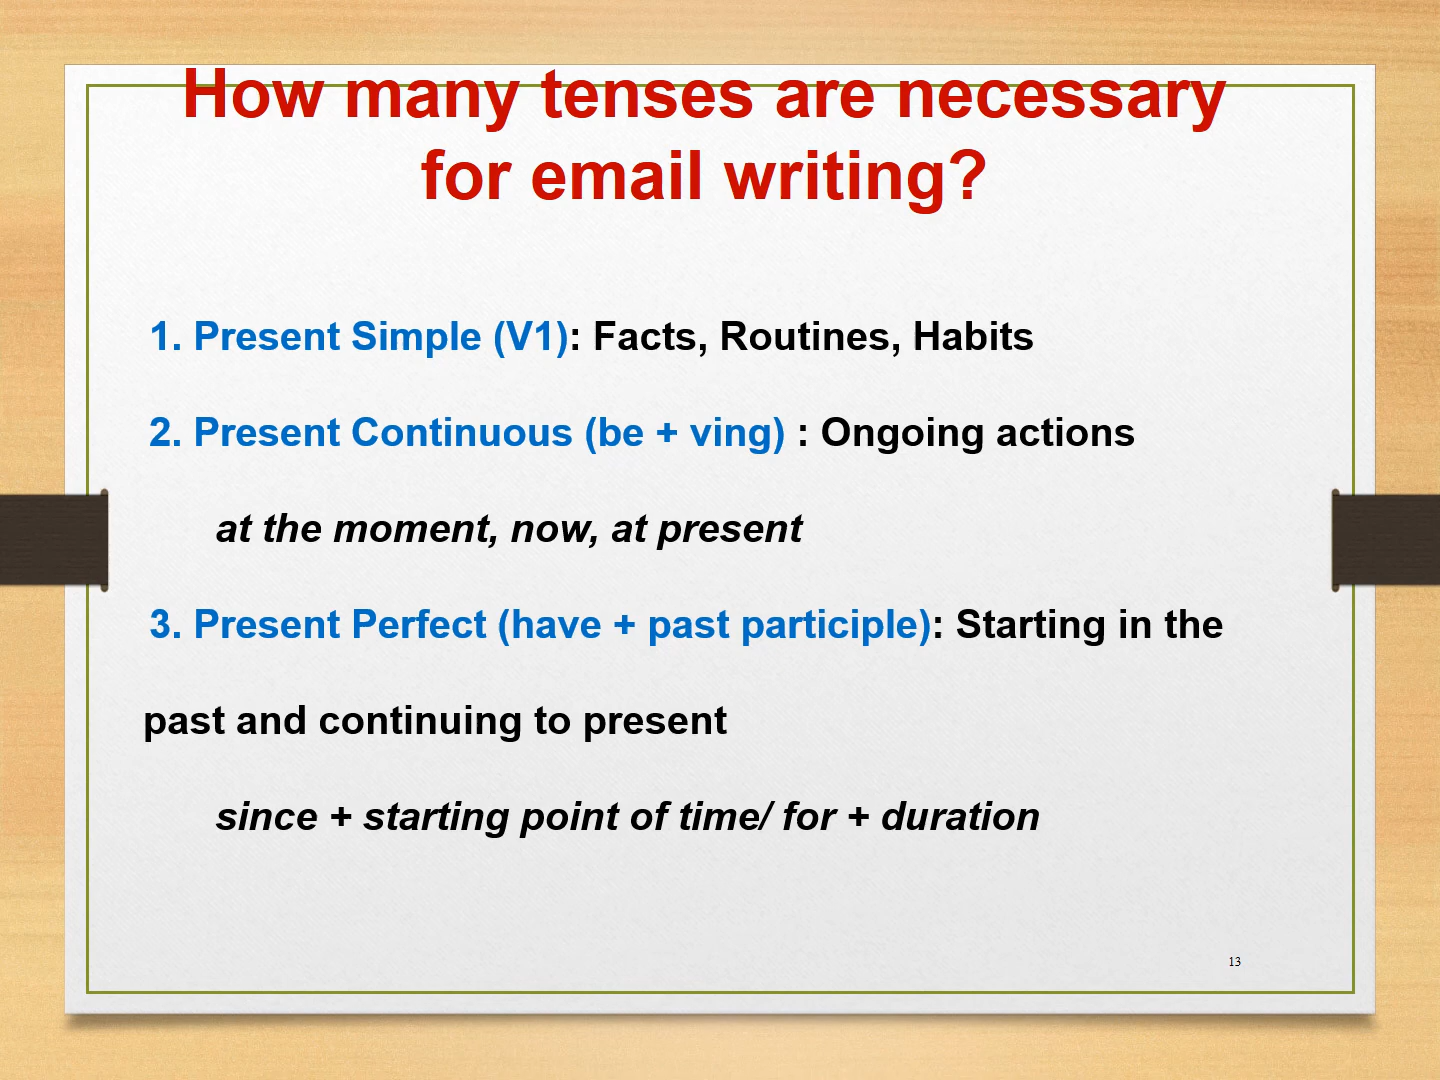 How many tenses are necessary
for email writing?
1. Present Simple (V1): Facts, Routines, Habits
2. Present Continuous (be + ving) : Ongoing actions
at the moment, now, at present
3. Present Perfect (have + past participle): Starting in the
past and continuing to present
since + starting point of time/ for + duration
13